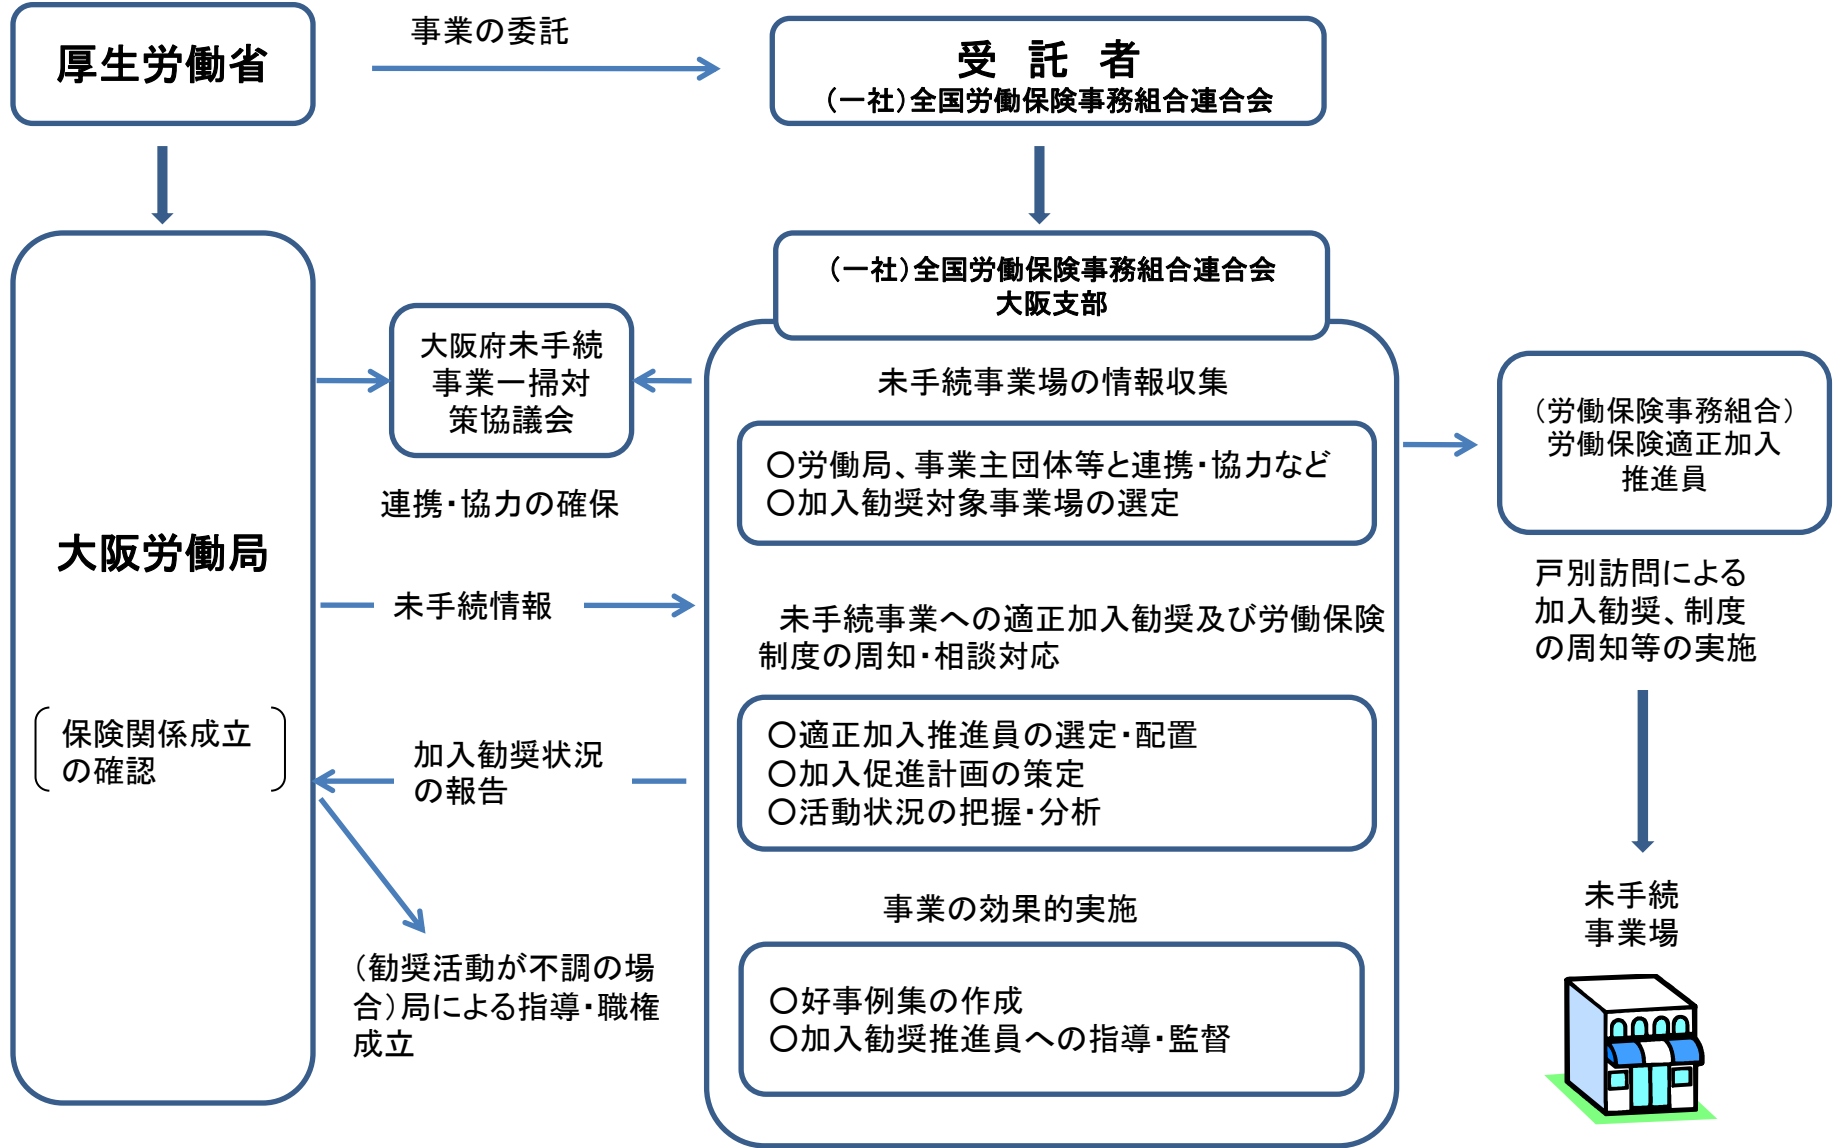 厚生労働省
事業の委託
受　託　者
（一社）全国労働保険事務組合連合会
（一社）全国労働保険事務組合連合会
大阪支部
大阪府未手続
事業一掃対
策協議会
連携・協力の確保
大阪労働局
保険関係成立
の確認
未手続情報
加入勧奨状況
の報告
（勧奨活動が不調の場
合）局による指導・職権
成立
未手続事業場の情報収集
〇労働局、事業主団体等と連携・協力など
〇加入勧奨対象事業場の選定
未手続事業への適正加入勧奨及び労働保険
制度の周知・相談対応
〇適正加入推進員の選定・配置
〇加入促進計画の策定
〇活動状況の把握・分析
事業の効果的実施
〇好事例集の作成
〇加入勧奨推進員への指導・監督
（労働保険事務組合）
労働保険適正加入
推進員
戸別訪問による
加入勧奨、制度
の周知等の実施
未手続
事業場